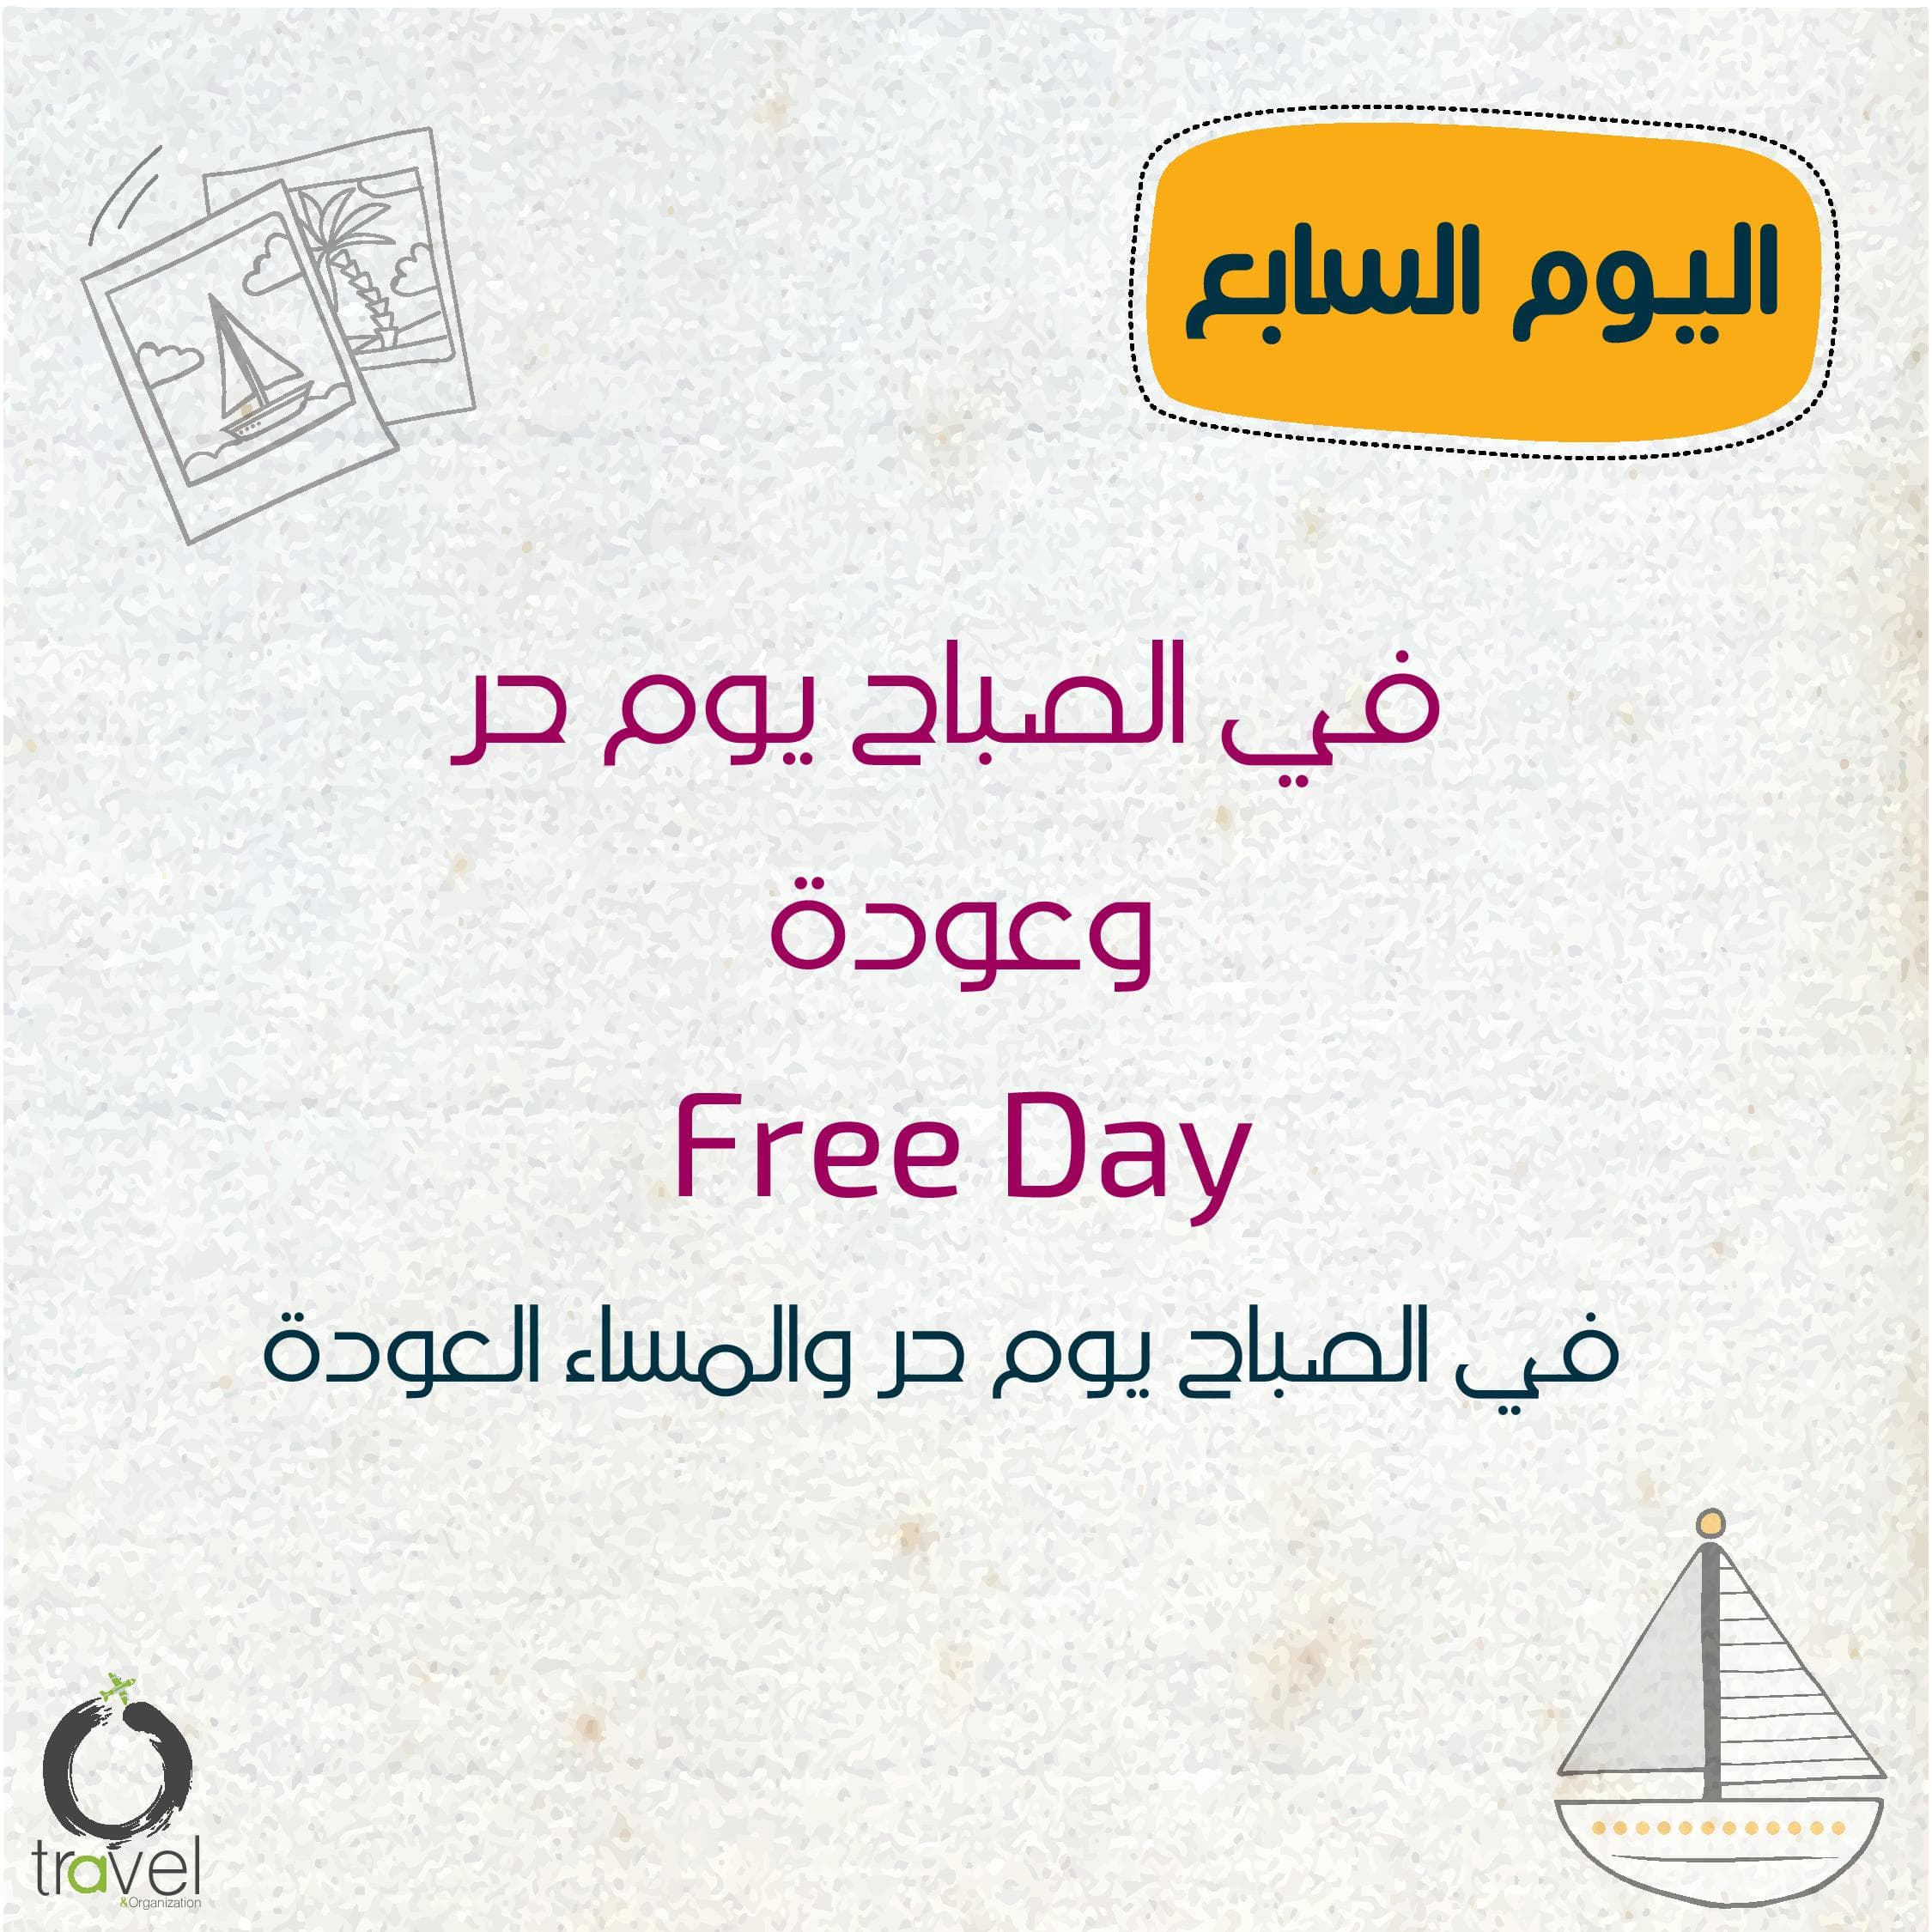 اليوم السابع
في الصباح يوم حر
وعودة
Free Day
في الصباح يوم حر والمساء العودة
travel
&Organization